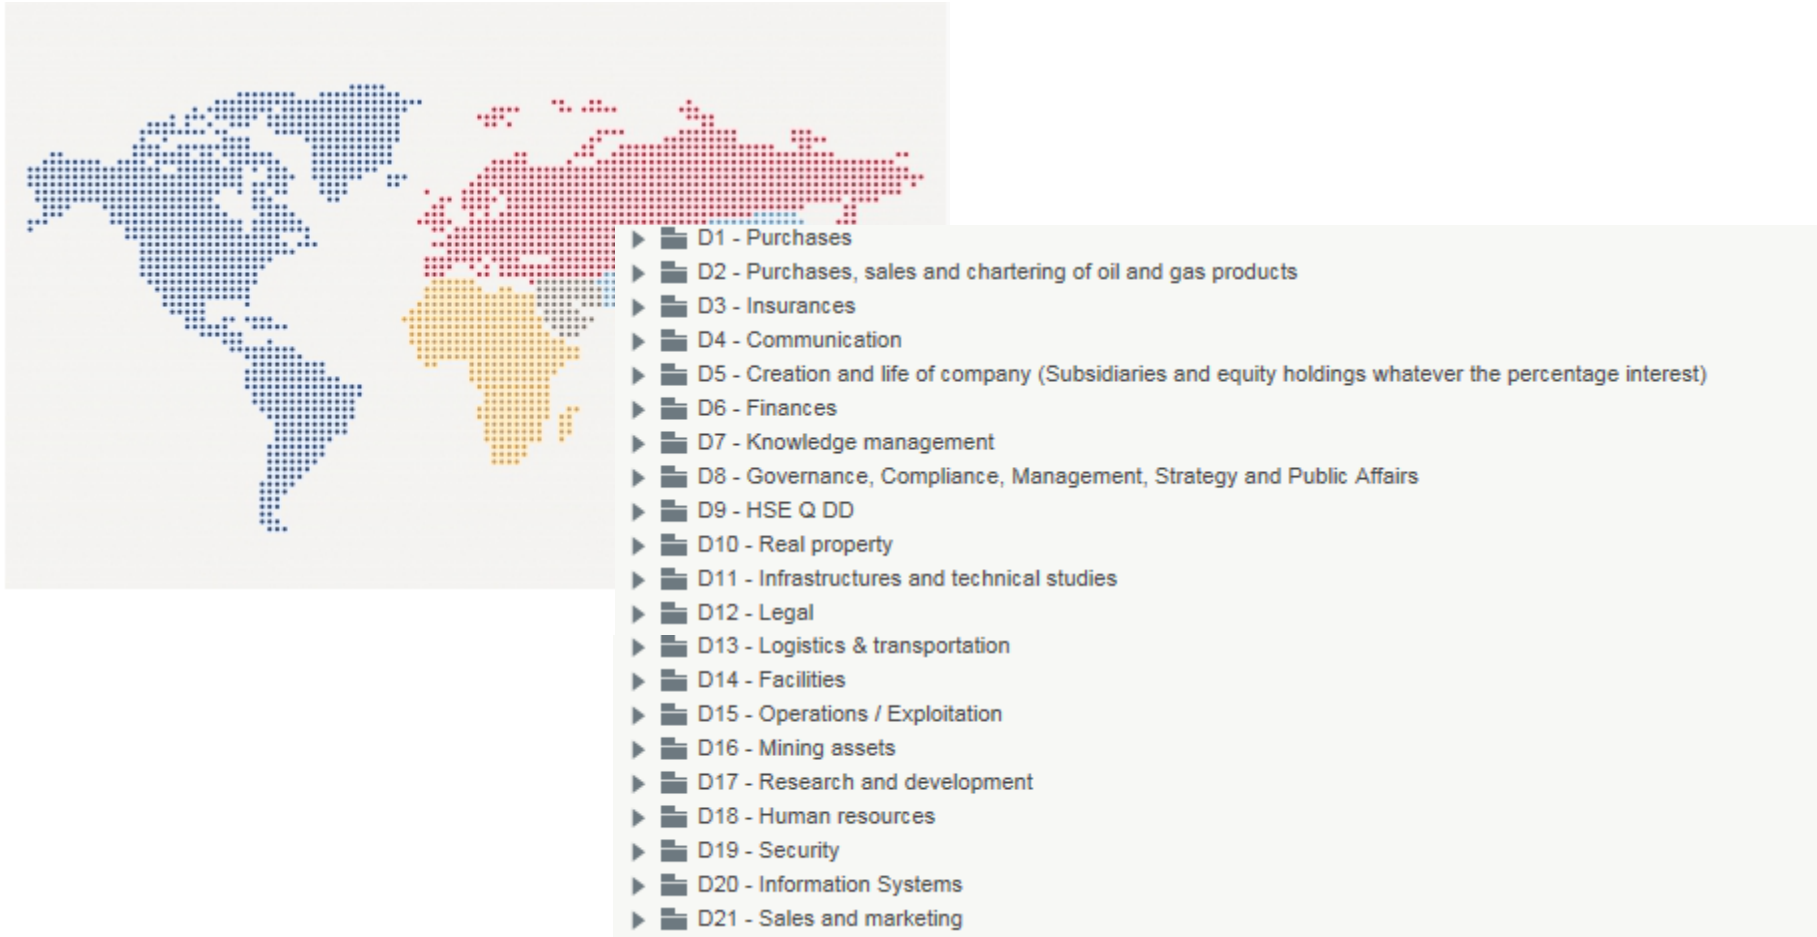 D1 - Purchases
D2 - Purchases, sales and chartering of oil and gas products
D3 - Insurances
D4 - Communication
D5 - Creation and life of company (Subsidiaries and equity holdings whatever the percentage interest)
D6 - Finances
D7 - Knowledge management
D8 - Governance, Compliance, Management, Strategy and Public Affairs
D9 - HSE Q DD
D10 - Real property
D11 - Infrastructures and technical studies
D12 - Legal
D13 - Logistics & transportation
D14 - Facilities
D15 - Operations / Exploitation
D16 - Mining assets
D17 - Research and development
D18 - Human resources
D19 - Security
D20 - Information Systems
D21 - Sales and marketing